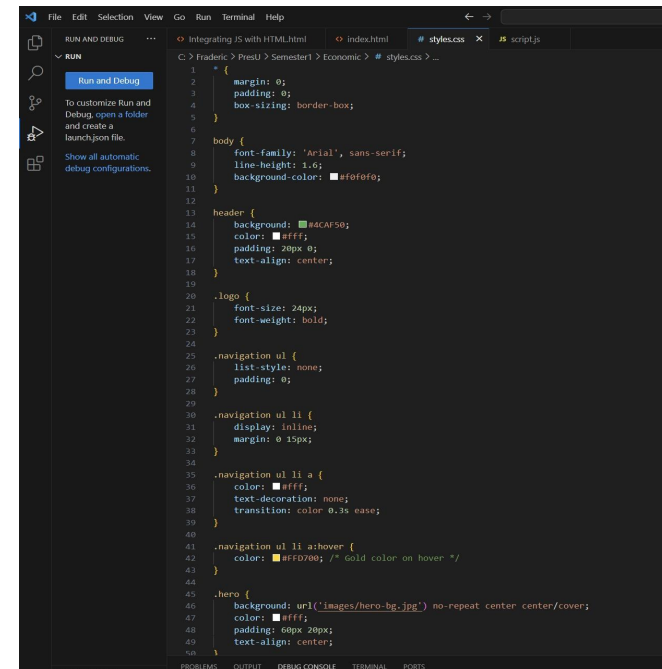 File Edit Selection View Go Run Terminal Help
RUN AND DEBUG ...
Integrating JS with HTML.html
index.html
# styles.css
JS script.js
C: > Fraderic > PresU > Semester1 > Economic > # styles.css > ...
RUN
Run and Debug
To customize Run and
Debug, open a folder
and create a
launch.json file.
Show all automatic
debug configurations.
1 * {
2 margin: 0;
3 padding: 0;
4 box-sizing: border-box;
5 }
6
7 body {
8 font-family: 'Arial', sans-serif;
9 line-height: 1.6;
10 background-color: #f0f0f0;
11 }
12
13 header {
14 background: #4CAF50;
15 color: #fff;
16 padding: 20px 0;
17 text-align: center;
18 }
19
20 .logo {
21 font-size: 24px;
22 font-weight: bold;
23 }
24
25 .navigation ul {
26 list-style: none;
27 padding: 0;
28 }
29
30 .navigation ul li {
31 display: inline;
32 margin: 0 15px;
33 }
34
35 .navigation ul li a {
36 color: #fff;
37 text-decoration: none;
38 transition: color 0.3s ease;
39 }
40
41 .navigation ul li a:hover {
42 color: #FFD700; /* Gold color on hover */
43 }
44
45 .hero {
46 background: url('images/hero-bg.jpg') no-repeat center center/cover;
47 color: #fff;
48 padding: 60px 20px;
49 text-align: center;
50 }
PROBLEMS OUTPUT DEBUG CONSOLE TERMINAL PORTS